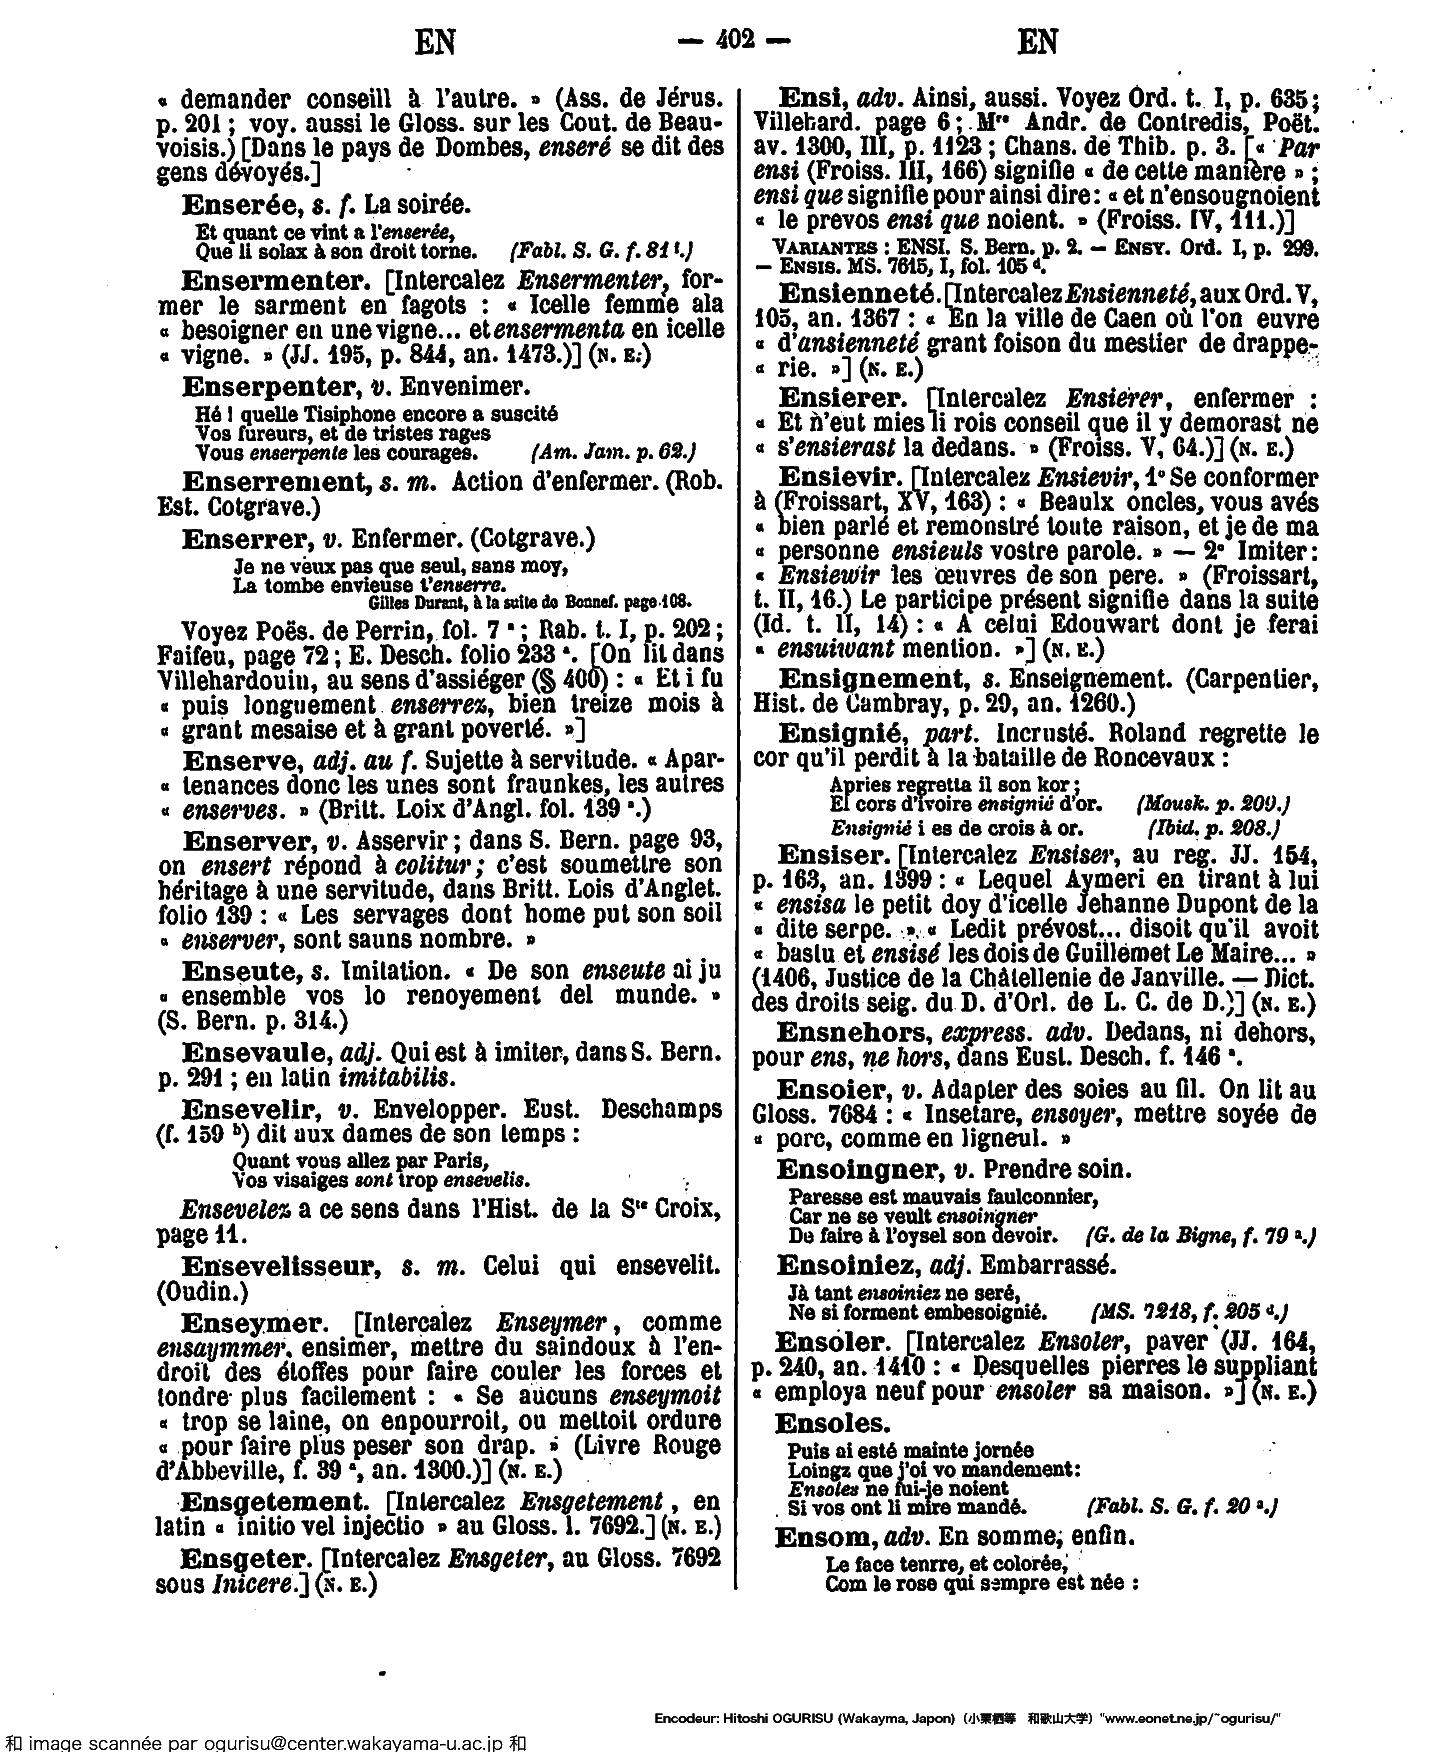 EN — 402 — EN
« demander conseill à l'autre. » (Ass. de Jérus.
p. 201 ; voy. aussi le Gloss. sur les Cout. de Beau-
voisis.) [Dans le pays de Dombes, enseré se dit des
gens dévoyés.]
Enserée, s. f. La soirée.
Et quant ce vint a l'enserée,
Que li solax à son droit torne. (Fabl. S. G. f. 81 t.)
Ensermenter. [Intercalez Ensermenter, for-
mer le sarment en fagots : « Icelle femme ala
« besoigner en une vigne... et ensermenta en icelle
« vigne. » (JJ. 195, p. 844, an. 1473.)] (N. E.)
Enserpenter, v. Envenimer.
Hé ! quelle Tisiphone encore a suscité
Vos fureurs, et de tristes rages
Vous enserpente les courages. (Am. Jam. p. 62.)
Enserrement, s. m. Action d'enfermer. (Rob.
Est. Cotgrave.)
Enserrer, v. Enfermer. (Cotgrave.)
Je ne veux pas que seul, sans moy,
La tombe envieuse t'enserre.
Gilles Durant, à la suite de Bonnef. page 108.
Voyez Poës. de Perrin, fol. 7 a ; Rab. t. I, p. 202 ;
Faifeu, page 72 ; E. Desch. folio 233 a. [On lit dans
Villehardouin, au sens d'assiéger (§ 400) : « Et i fu
« puis longuement enserrez, bien treize mois à
« grant mesaise et à grant poverté. »]
Enserve, adj. au f. Sujette à servitude. « Apar-
« tenances donc les unes sont fraunkes, les autres
« enserves. » (Britt. Loix d'Angl. fol. 139 a.)
Enserver, v. Asservir ; dans S. Bern. page 93,
on ensert répond à colitur ; c'est soumettre son
héritage à une servitude, dans Britt. Lois d'Anglet.
folio 139 : « Les servages dont home put son soil
« enserver, sont sauns nombre. »
Enseute, s. Imitation. « De son enseute ai ju
« ensemble vos lo renoyement del munde. »
(S. Bern. p. 314.)
Ensevaule, adj. Qui est à imiter, dans S. Bern.
p. 291 ; en latin imitabilis.
Ensevelir, v. Envelopper. Eust. Deschamps
(f. 159 b) dit aux dames de son temps :
Quant vous allez par Paris,
Vos visaiges sont trop ensevelis.
Ensevelez a ce sens dans l'Hist. de la Ste Croix,
page 11.
Ensevelisseur, s. m. Celui qui ensevelit.
(Oudin.)
Enseymer. [Intercalez Enseymer, comme
ensaymmer, ensimer, mettre du saindoux à l'en-
droit des étoffes pour faire couler les forces et
tondre plus facilement : « Se aucuns enseymoit
« trop se laine, on enpourroit, ou mettoit ordure
« pour faire plus peser son drap. » (Livre Rouge
d'Abbeville, f. 39 a, an. 1300.)] (N. E.)
Ensgetement. [Intercalez Ensgetement, en
latin « initio vel injectio » au Gloss. l. 7692.] (N. E.)
Ensgeter. [Intercalez Ensgeter, au Gloss. 7692
sous Inicere.] (N. E.)
Ensi, adv. Ainsi, aussi. Voyez Ord. t. I, p. 635 ;
Villehard. page 6 ; Mre Andr. de Contredis, Poët.
av. 1300, III, p. 1123 ; Chans. de Thib. p. 3. [« Par
ensi (Froiss. III, 166) signifie « de cette manière » ;
ensi que signifie pour ainsi dire : « et n'ensougnoient
« le prevos ensi que noient. » (Froiss. IV, 111.)]
VARIANTES : ENSI. S. Bern. p. 2. — ENSY. Ord. I, p. 299.
— ENSIS. MS. 7615, I, fol. 105 d.
Ensienneté. [Intercalez Ensienneté, aux Ord. V,
105, an. 1367 : « En la ville de Caen où l'on euvre
« d'ansienneté grant foison du mestier de drappe-
« rie. »] (N. E.)
Ensierer. [Intercalez Ensierer, enfermer :
« Et n'eut mies li rois conseil que il y demorast ne
« s'ensierast la dedans. » (Froiss. V, 64.)] (N. E.)
Ensievir. [Intercalez Ensievir, 1° Se conformer
à (Froissart, XV, 163) : « Beaulx oncles, vous avés
« bien parlé et remonstré toute raison, et je de ma
« personne ensieuls vostre parole. » — 2° Imiter :
« Ensiewir les œuvres de son pere. » (Froissart,
t. II, 16.) Le participe présent signifie dans la suite
(Id. t. II, 14) : « A celui Edouwart dont je ferai
« ensuiwant mention. »] (N. E.)
Ensignement, s. Enseignement. (Carpentier,
Hist. de Cambray, p. 29, an. 1260.)
Ensignié, part. Incrusté. Roland regrette le
cor qu'il perdit à la bataille de Roncevaux :
Apries regretta il son kor ;
El cors d'ivoire ensignié d'or. (Mousk. p. 209.)
Ensignié i es de crois à or. (Ibid. p. 208.)
Ensiser. [Intercalez Ensiser, au reg. JJ. 154,
p. 163, an. 1399 : « Lequel Aymeri en tirant à lui
« ensisa le petit doy d'icelle Jehanne Dupont de la
« dite serpe. » « Ledit prévost... disoit qu'il avoit
« bastu et ensisé les dois de Guillemet Le Maire... »
(1406, Justice de la Châtellenie de Janville. — Dict.
des droits seig. du D. d'Orl. de L. C. de D.)] (N. E.)
Ensnehors, express. adv. Dedans, ni dehors,
pour ens, ne hors, dans Eust. Desch. f. 146 a.
Ensoier, v. Adapter des soies au fil. On lit au
Gloss. 7684 : « Insetare, ensoyer, mettre soyée de
« porc, comme en ligneul. »
Ensoingner, v. Prendre soin.
Paresse est mauvais faulconnier,
Car ne se veult ensoingner
De faire à l'oysel son devoir. (G. de la Bigne, f. 79 a.)
Ensoiniez, adj. Embarrassé.
Jà tant ensoiniez ne seré,
Ne si forment embesoignié. (MS. 7218, f. 205 d.)
Ensoler. [Intercalez Ensoler, paver (JJ. 164,
p. 240, an. 1410 : « Desquelles pierres le suppliant
« employa neuf pour ensoler sa maison. »] (N. E.)
Ensoles.
Puis ai esté mainte jornée
Loingz que j'oi vo mandement :
Ensoles ne fui-je noient
Si vos ont li mire mandé. (Fabl. S. G. f. 20 a.)
Ensom, adv. En somme, enfin.
Le face tenrre, et colorée,
Com le rose qui sempre est née :
Encodeur: Hitoshi OGURISU (Wakayma, Japon)（小栗栖等　和歌山大学）"www.eonet.ne.jp/~ogurisu/"
和 image scannée par ogurisu@center.wakayama-u.ac.jp 和